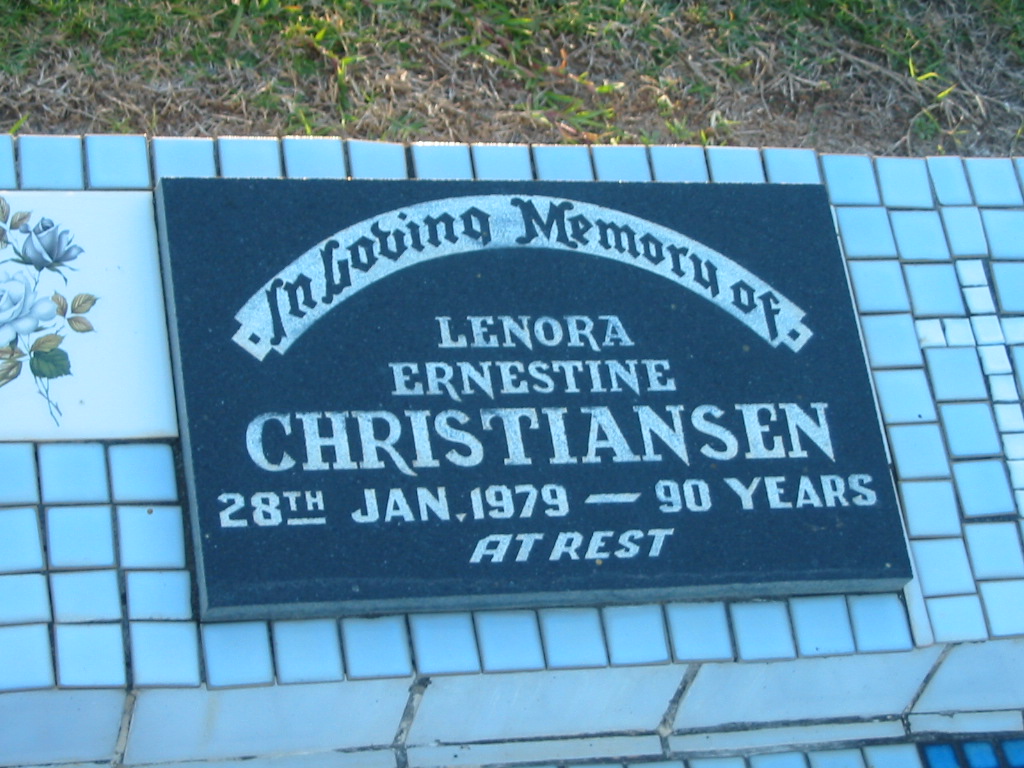 In Loving Memory of
LENORA
ERNESTINE
CHRISTIANSEN
28TH JAN. 1979 — 90 YEARS
AT REST